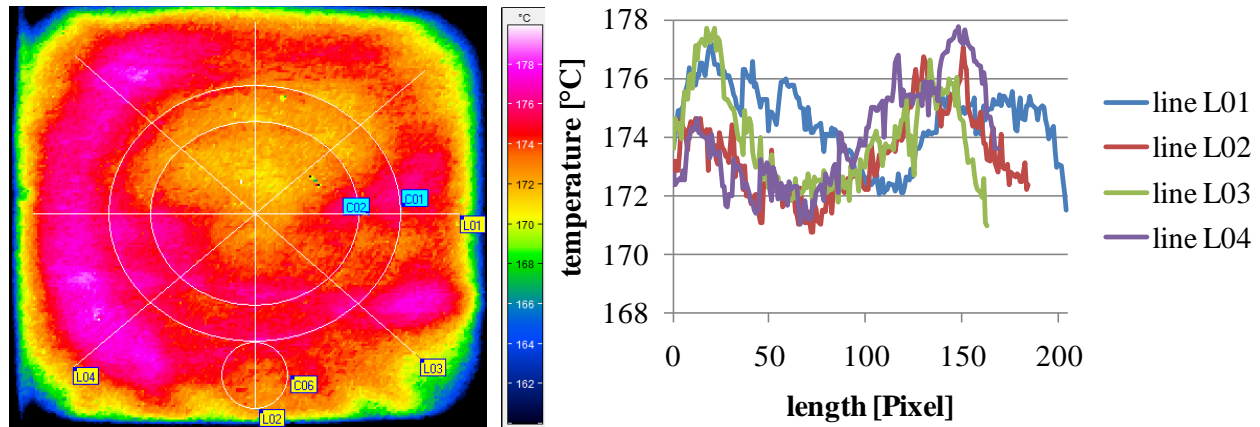 C02
C01
L01
L04
C06
L03
L02
°C
178
176
174
172
170
168
166
164
162
temperature [°C]
178
176
174
172
170
168
0 50 100 150 200
length [Pixel]
line L01
line L02
line L03
line L04